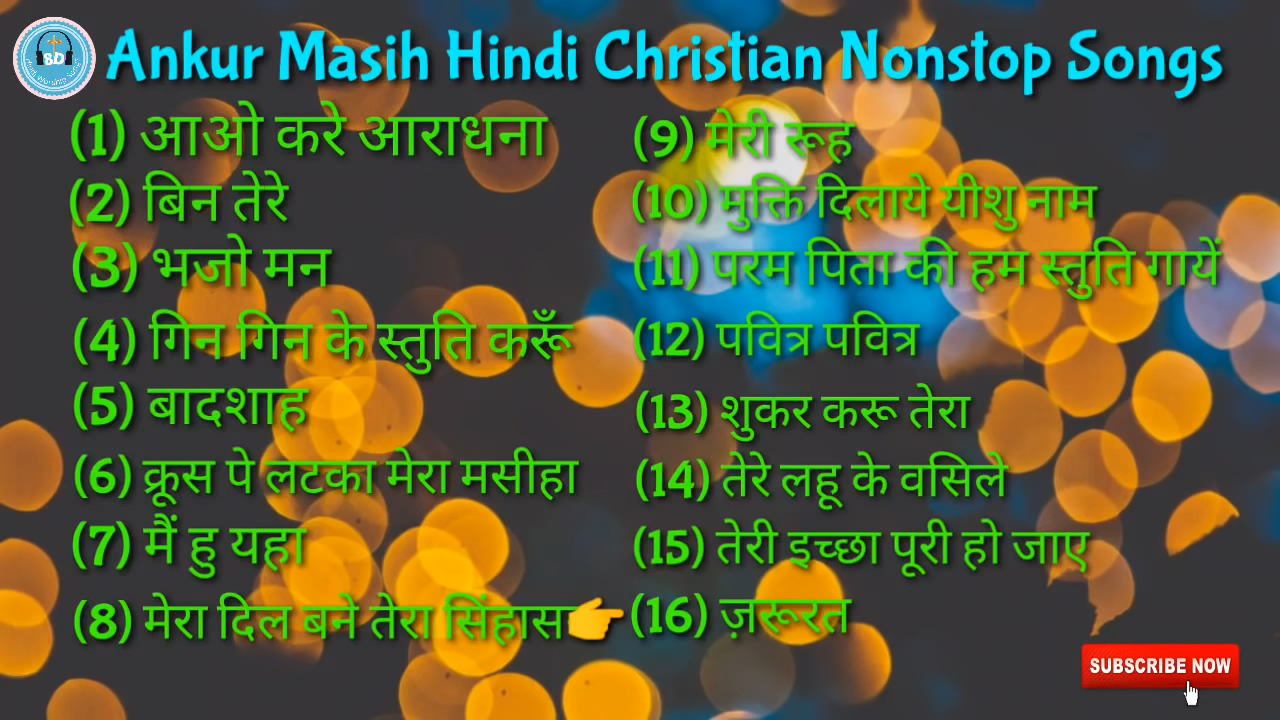 Ankur Masih Hindi Christian Nonstop Songs
8D
(1) आओ करे आराधना
(2) बिन तेरे
(3) भजो मन
(4) गिन गिन के स्तुति करूँ
(5) बादशाह
(6) क्रूस पे लटका मेरा मसीहा
(7) मैं हु यहा
(8) मेरा दिल बने तेरा सिंहास
(9) मेरी रूह
(10) मुक्ति दिलाये यीशु नाम
(11) परम पिता की हम स्तुति गायें
(12) पवित्र पवित्र
(13) शुकर करू तेरा
(14) तेरे लहू के वसिले
(15) तेरी इच्छा पूरी हो जाए
(16) ज़रूरत
SUBSCRIBE NOW